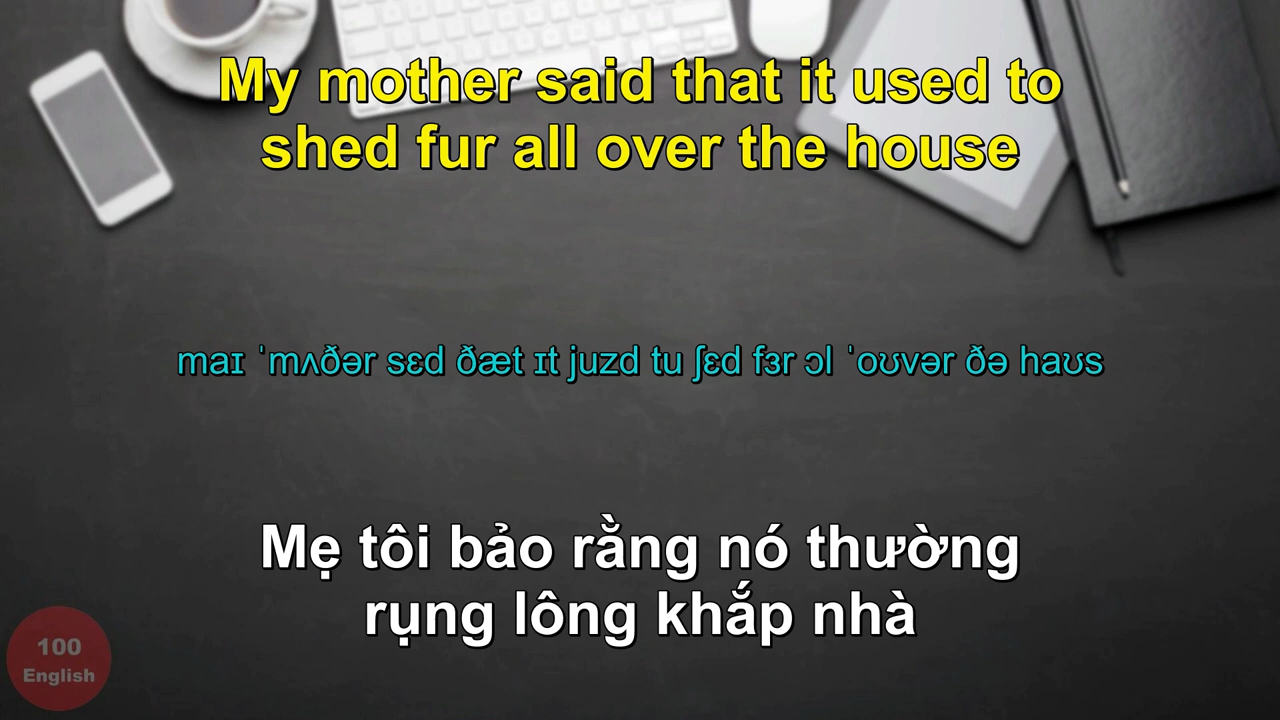 My mother said that it used to
shed fur all over the house
maɪ ˈmʌðər sɛd ðæt ɪt juzd tu ʃɛd fɜr ɔl ˈoʊvər ðə haʊs
Mẹ tôi bảo rằng nó thường
rụng lông khắp nhà
100
English